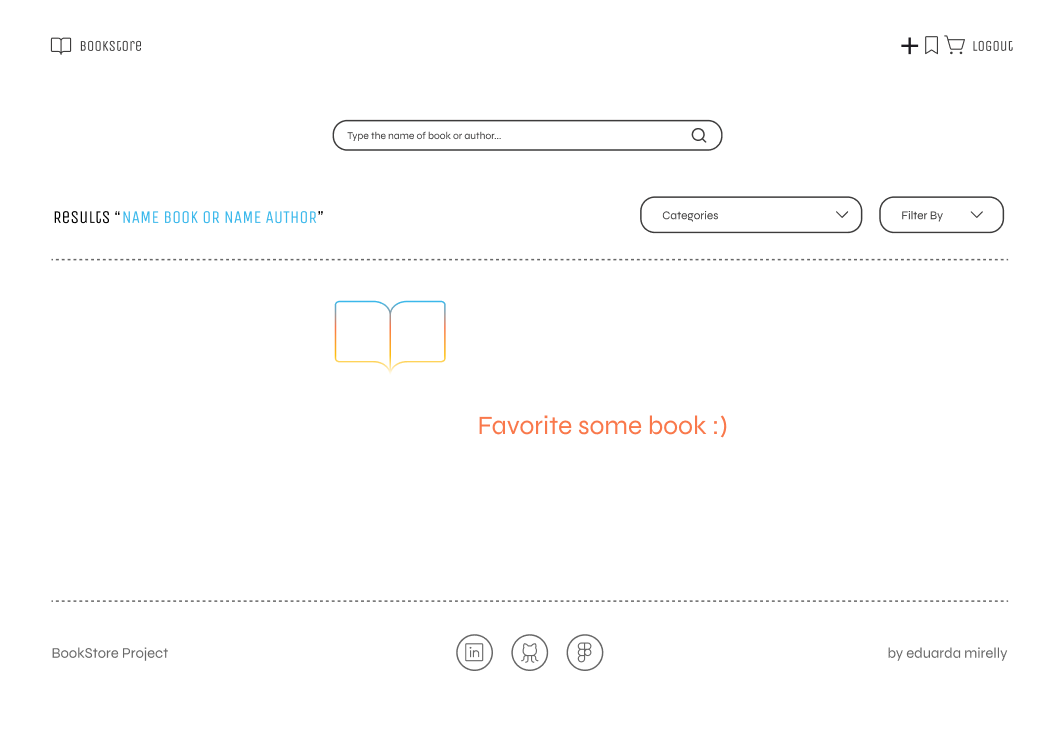 BOOKSTORE
LOGOUT
Type the name of book or author...
RESULTS “NAME BOOK OR NAME AUTHOR”
Categories
Filter By
Favorite some book :)
BookStore Project
in
by eduarda mirelly